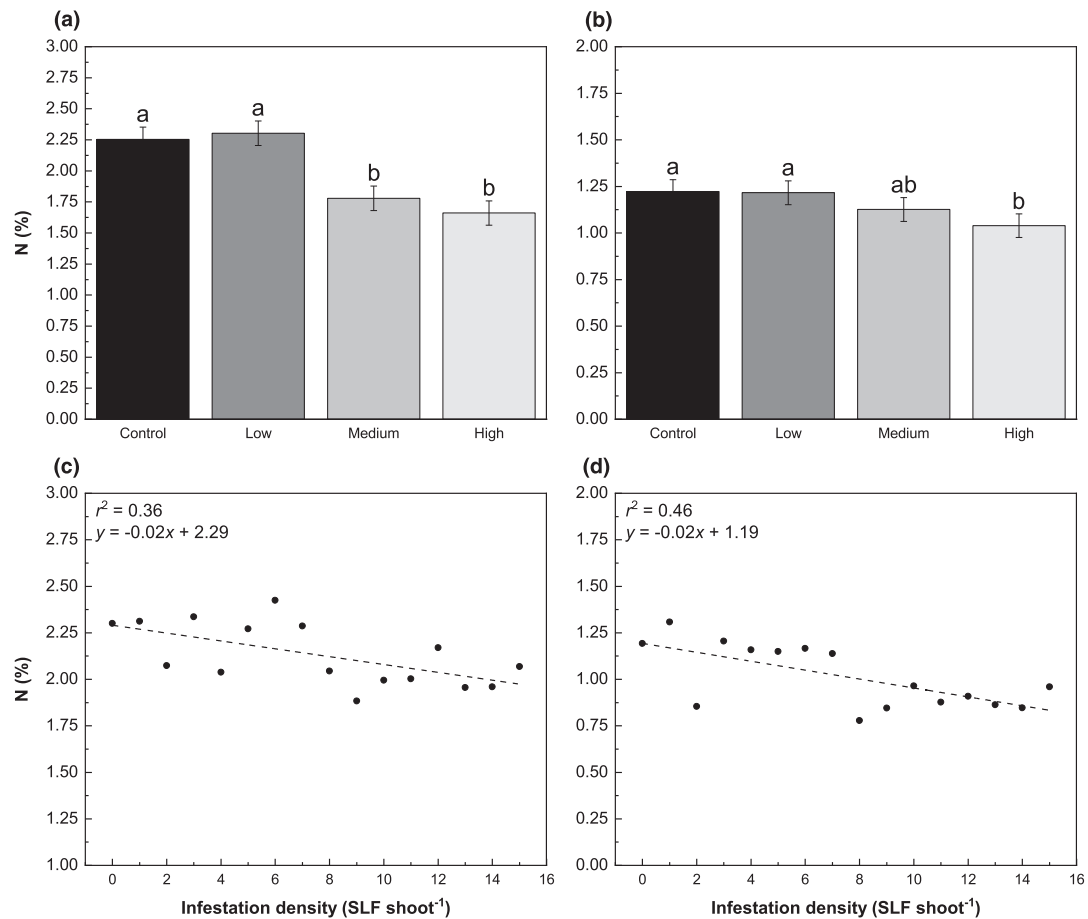 (a)
3.00
2.75
2.50
2.25
2.00
1.75
1.50
1.25
1.00
0.75
0.50
0.25
0.00
N (%)
a
a
b
b
Control
Low
Medium
High
(b)
2.00
1.75
1.50
1.25
1.00
0.75
0.50
0.25
0.00
a
a
ab
b
Control
Low
Medium
High
(c)
3.00
2.75
2.50
2.25
2.00
1.75
1.50
1.25
1.00
N (%)
r² = 0.36
y = -0.02x + 2.29
0 2 4 6 8 10 12 14 16
Infestation density (SLF shoot⁻¹)
(d)
2.00
1.75
1.50
1.25
1.00
0.75
0.50
0.25
0.00
r² = 0.46
y = -0.02x + 1.19
0 2 4 6 8 10 12 14 16
Infestation density (SLF shoot⁻¹)